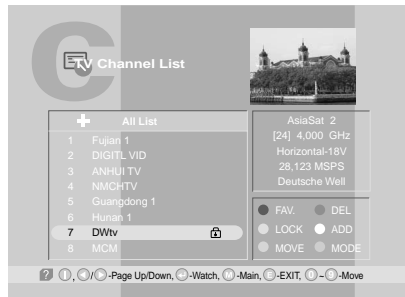 TV Channel List
All List
1 Fujian 1
2 DIGITL VID
3 ANHUI TV
4 NMCHTV
5 Guangdong 1
6 Hunan 1
7 DWtv
8 MCM
AsiaSat 2
[24] 4,000 GHz
Horizontal-18V
28,123 MSPS
Deutsche Well
FAV. DEL
LOCK ADD
MOVE MODE
? , / -Page Up/Down, -Watch, M -Main, E -EXIT, 0 – 9 -Move